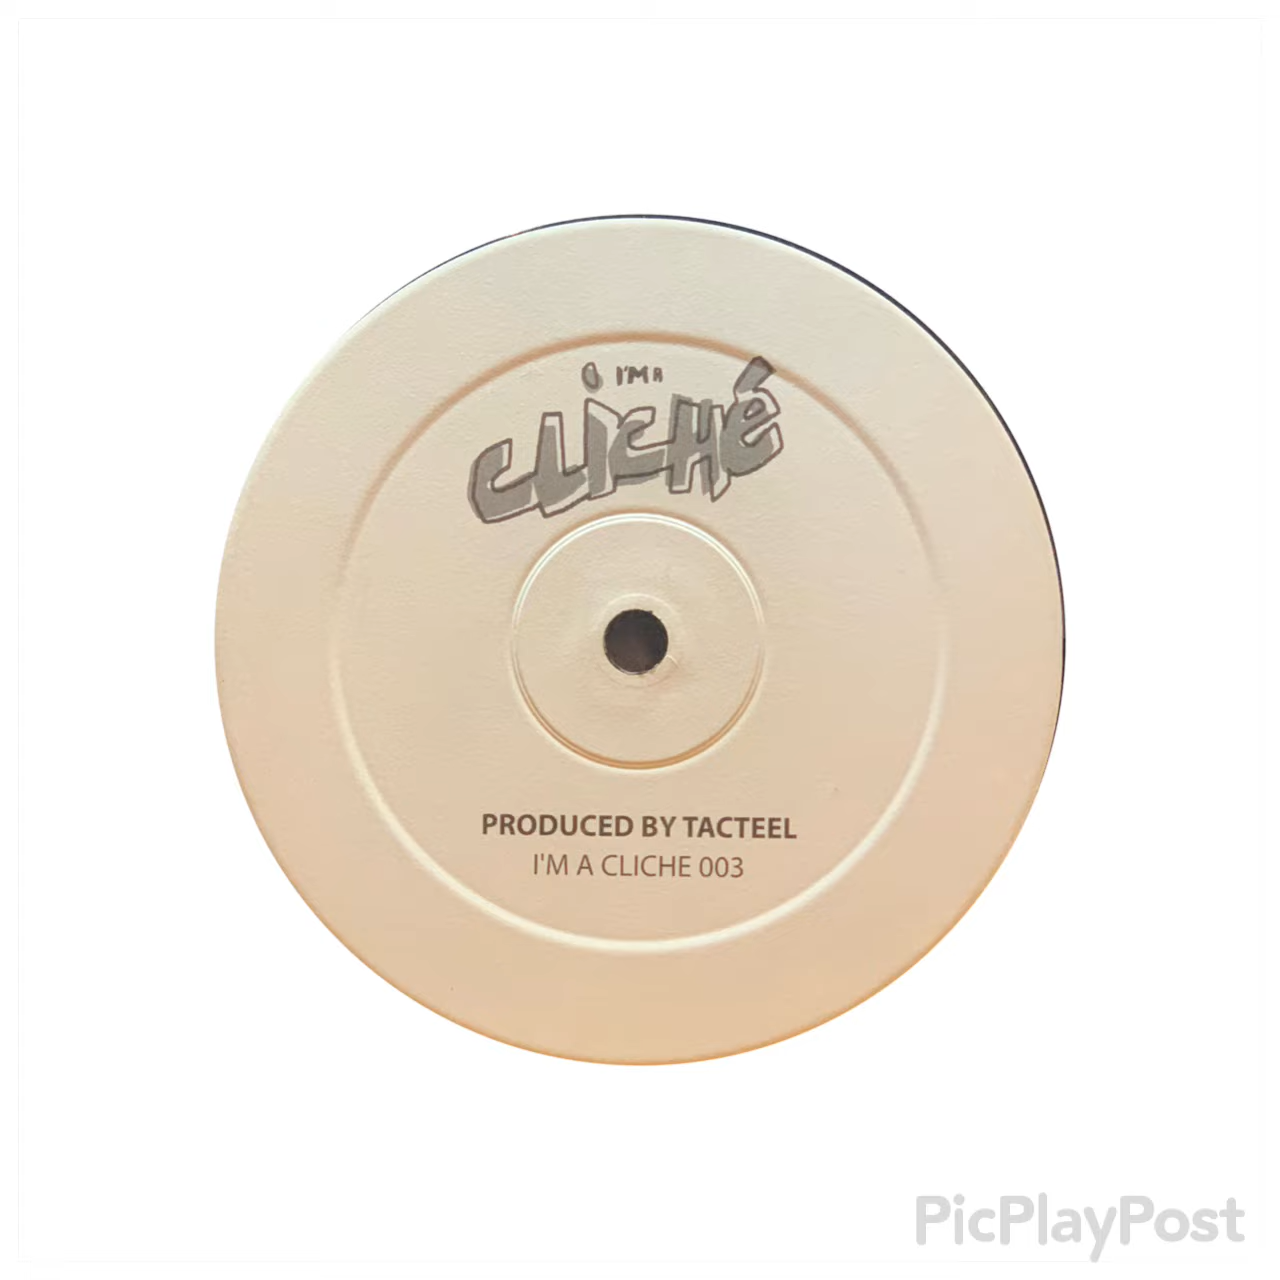 I'M A
CLICHÉ
PRODUCED BY TACTEEL
I'M A CLICHE 003
PicPlayPost